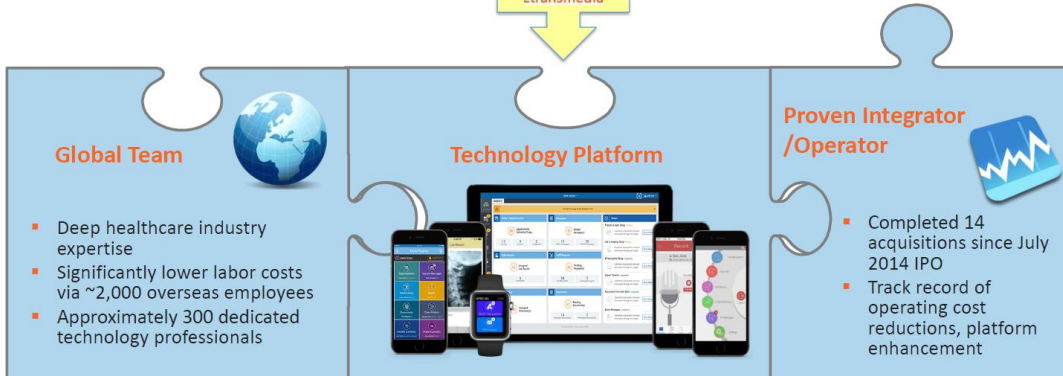 etransmedia
Global Team
Deep healthcare industry
expertise
Significantly lower labor costs
via ~2,000 overseas employees
Approximately 300 dedicated
technology professionals
Technology Platform
Proven Integrator
/Operator
Completed 14
acquisitions since July
2014 IPO
Track record of
operating cost
reductions, platform
enhancement